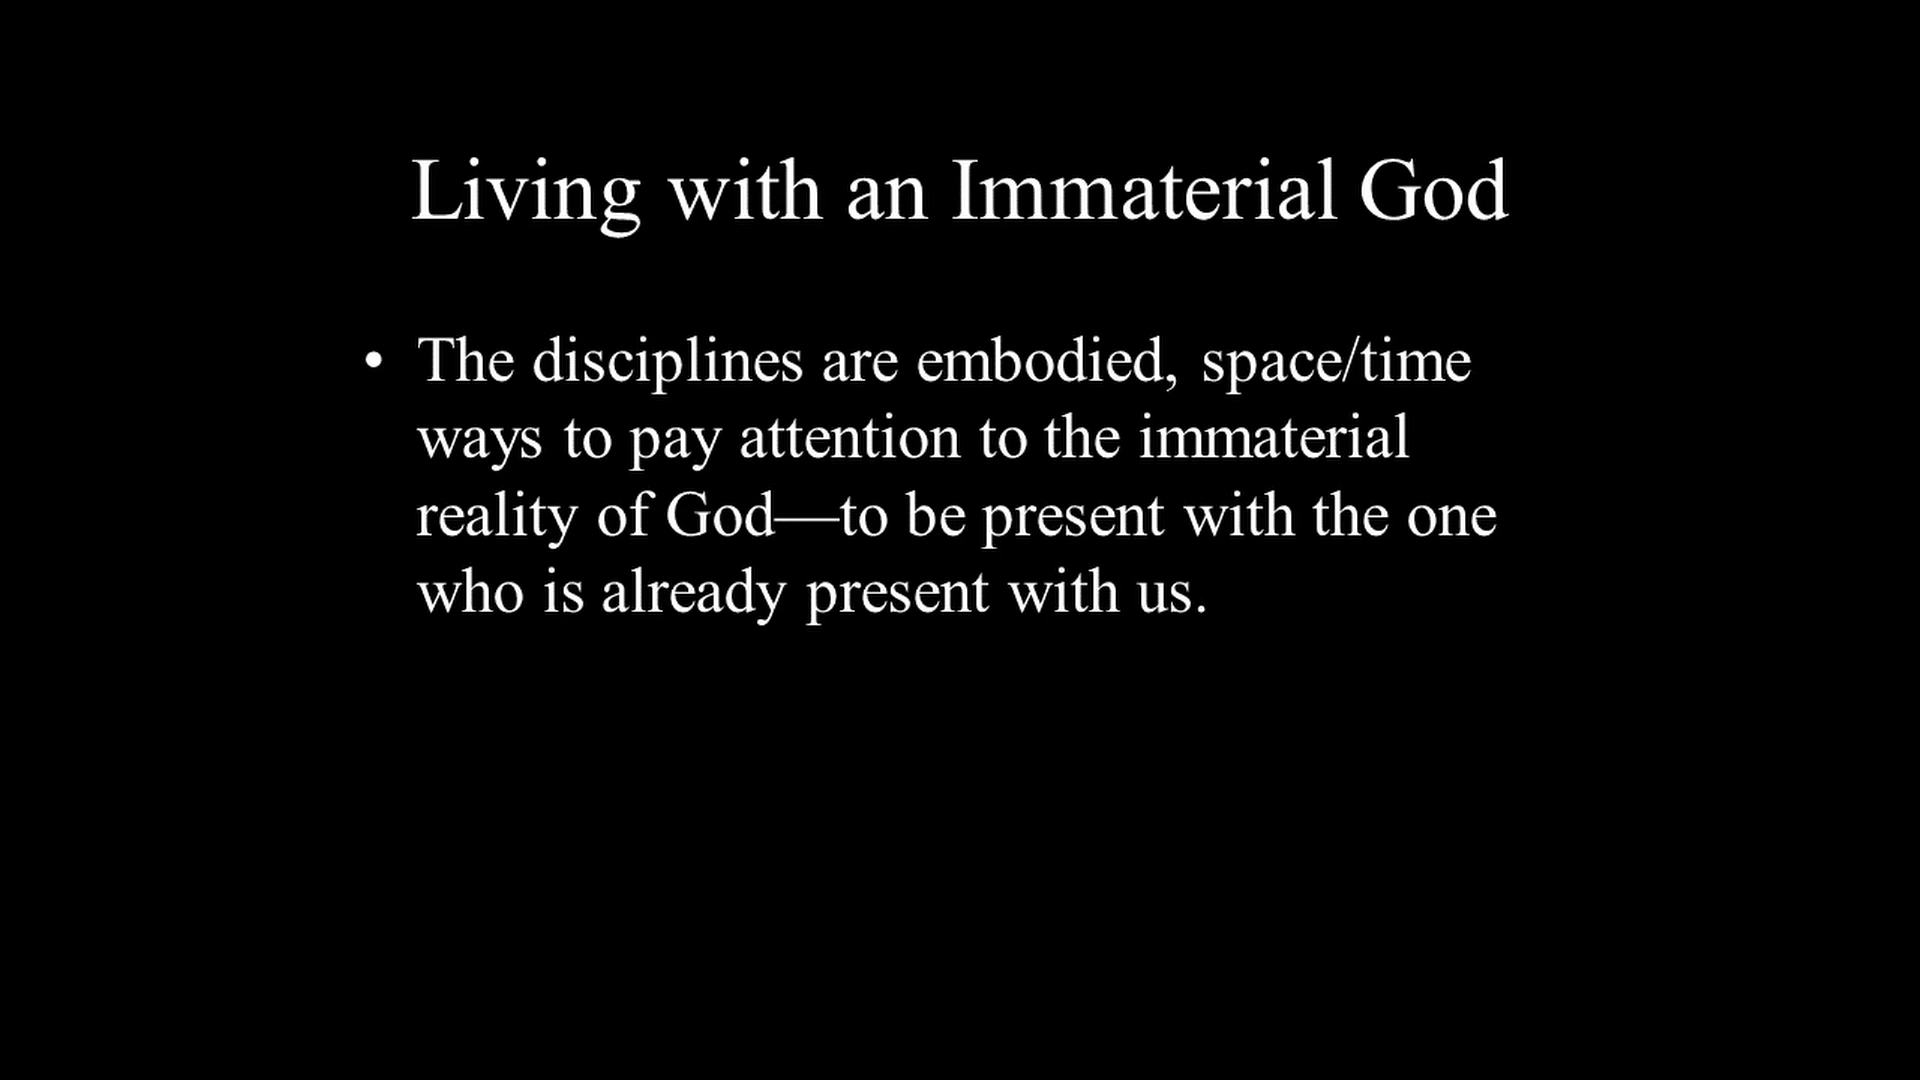 Living with an Immaterial God
• The disciplines are embodied, space/time
ways to pay attention to the immaterial
reality of God—to be present with the one
who is already present with us.